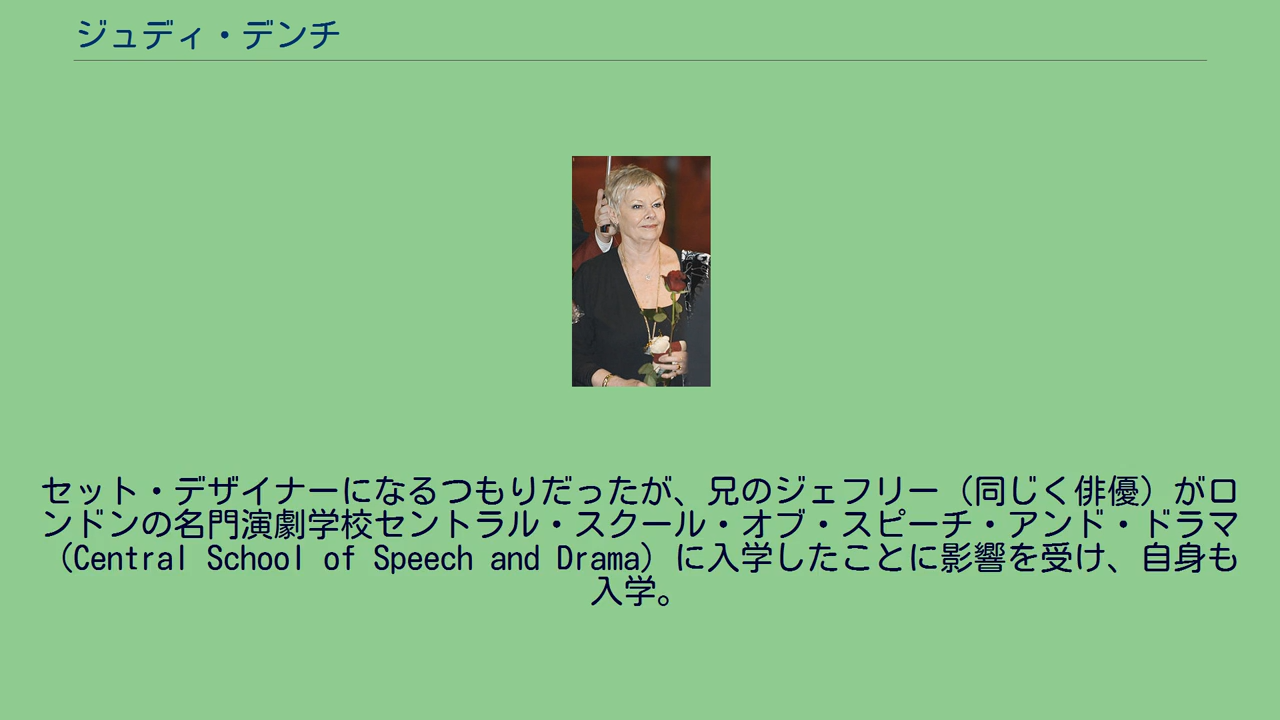 ジュディ・デンチ
セット・デザイナーになるつもりだったが、兄のジェフリー（同じく俳優）がロ
ンドンの名門演劇学校セントラル・スクール・オブ・スピーチ・アンド・ドラマ
（Central School of Speech and Drama）に入学したことに影響を受け、自身も
入学。